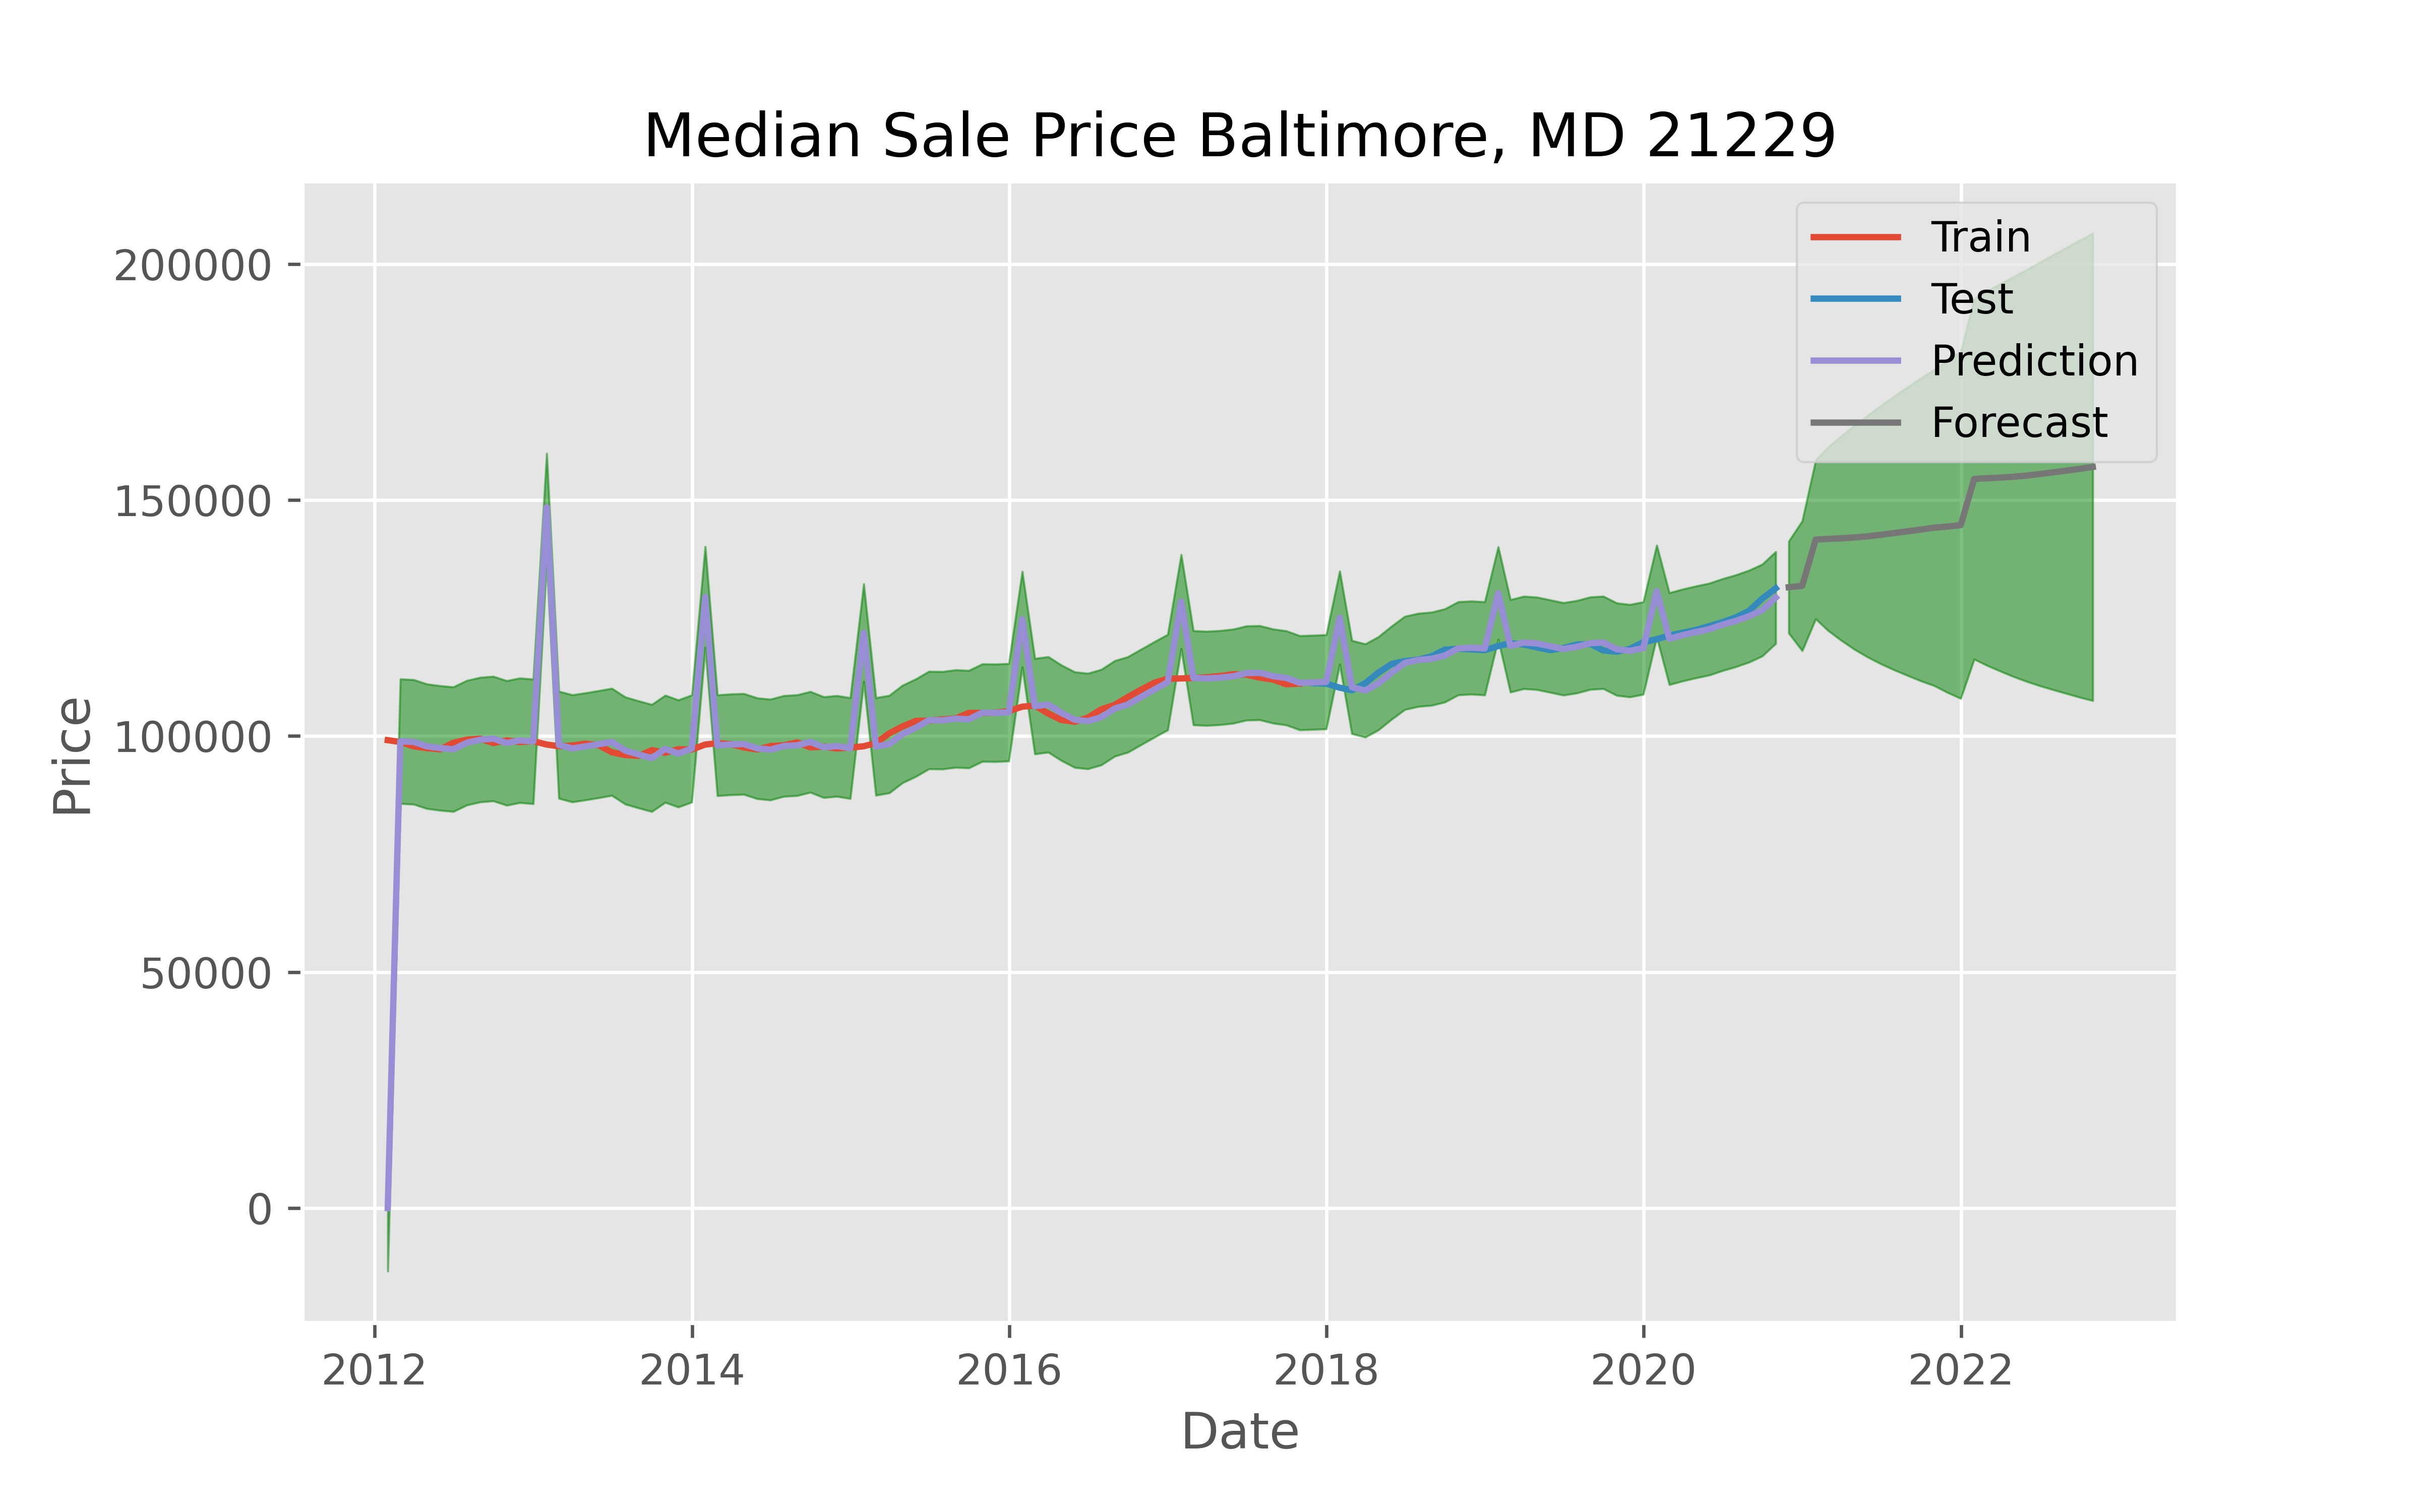 Median Sale Price Baltimore, MD 21229
Train
Test
Prediction
Forecast
200000
150000
100000
50000
0
Price
2012 2014 2016 2018 2020 2022
Date